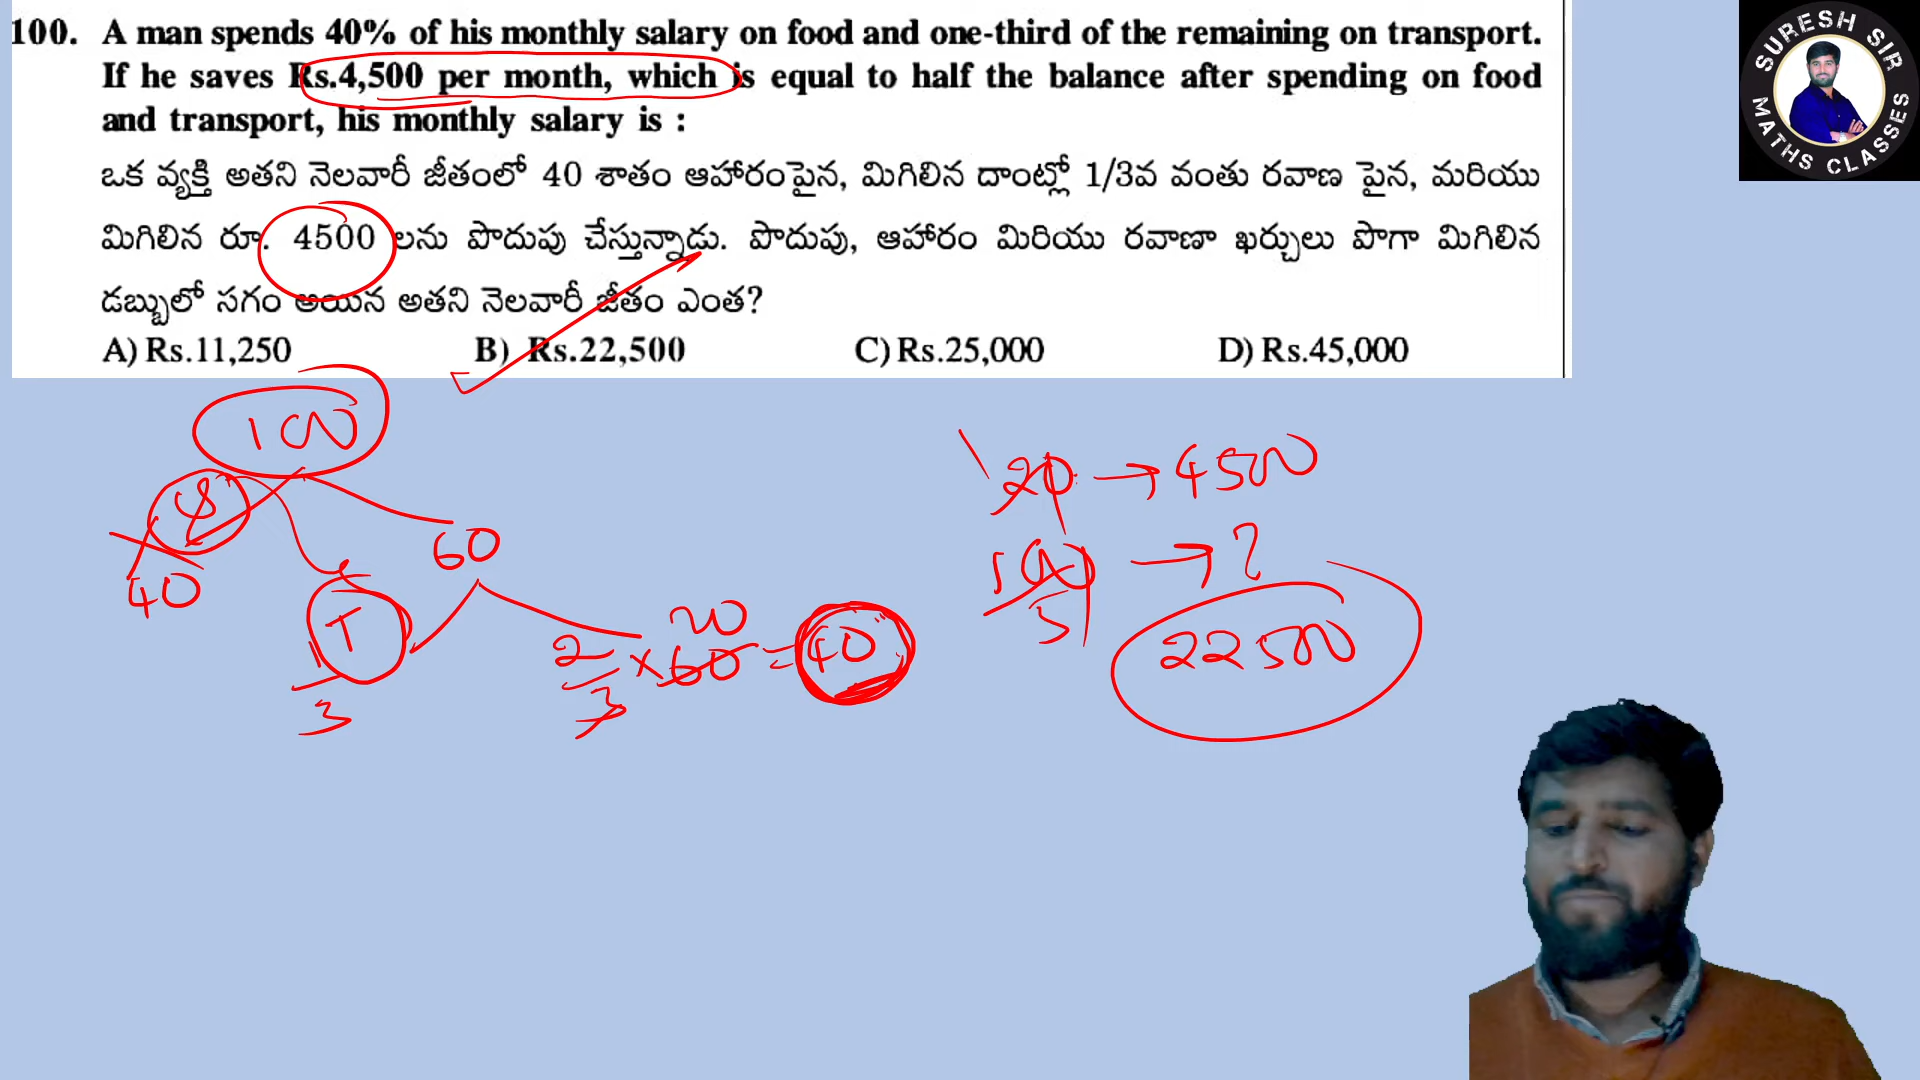 100. A man spends 40% of his monthly salary on food and one-third of the remaining on transport.
If he saves Rs.4,500 per month, which is equal to half the balance after spending on food
and transport, his monthly salary is :
ఒక వ్యక్తి అతని నెలవారీ జీతంలో 40 శాతం ఆహారంపైన, మిగిలిన దాంట్లో 1/3వ వంతు రవాణ పైన, మరియు
మిగిలిన రూ. 4500 లను పొదుపు చేస్తున్నాడు. పొదుపు, ఆహారం మిరియు రవాణా ఖర్చులు పొగా మిగిలిన
డబ్బులో సగం అయిన అతని నెలవారీ జీతం ఎంత?
A) Rs.11,250 B) Rs.22,500 C) Rs.25,000 D) Rs.45,000
SURESH SIR
MATHS CLASSES
100
60
40
T
1/3
2/3 × 60 = 40
20
20 → 4500
100 → ?
5
22500